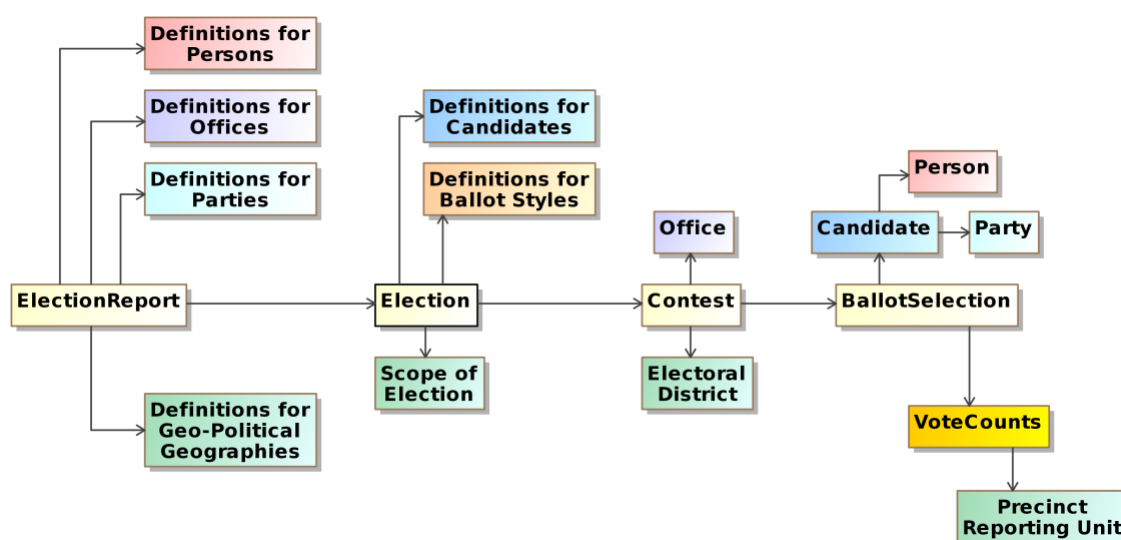 Definitions for
Persons
Definitions for
Offices
Definitions for
Parties
Definitions for
Candidates
Definitions for
Ballot Styles
Person
Office
Candidate
Party
ElectionReport
Election
Contest
BallotSelection
Scope of
Election
Electoral
District
Definitions for
Geo-Political
Geographies
VoteCounts
Precinct
Reporting Unit